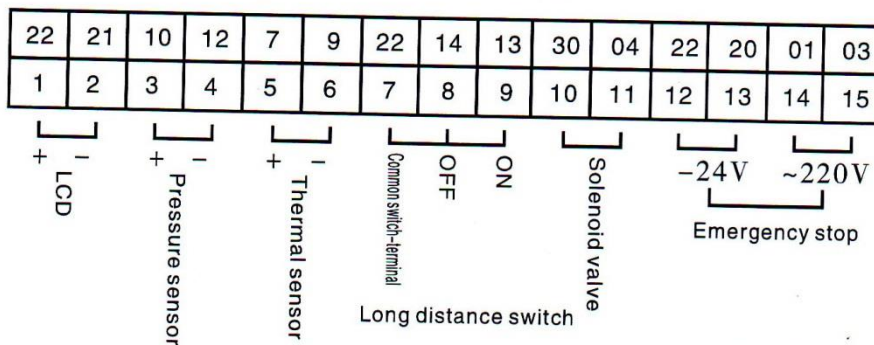 22 21 10 12 7 9 22 14 13 30 04 22 20 01 03
1 2 3 4 5 6 7 8 9 10 11 12 13 14 15
+ − + − + − Common switch-terminal OFF ON Solenoid valve −24V ~220V
LCD Pressure sensor Thermal sensor
Emergency stop
Long distance switch